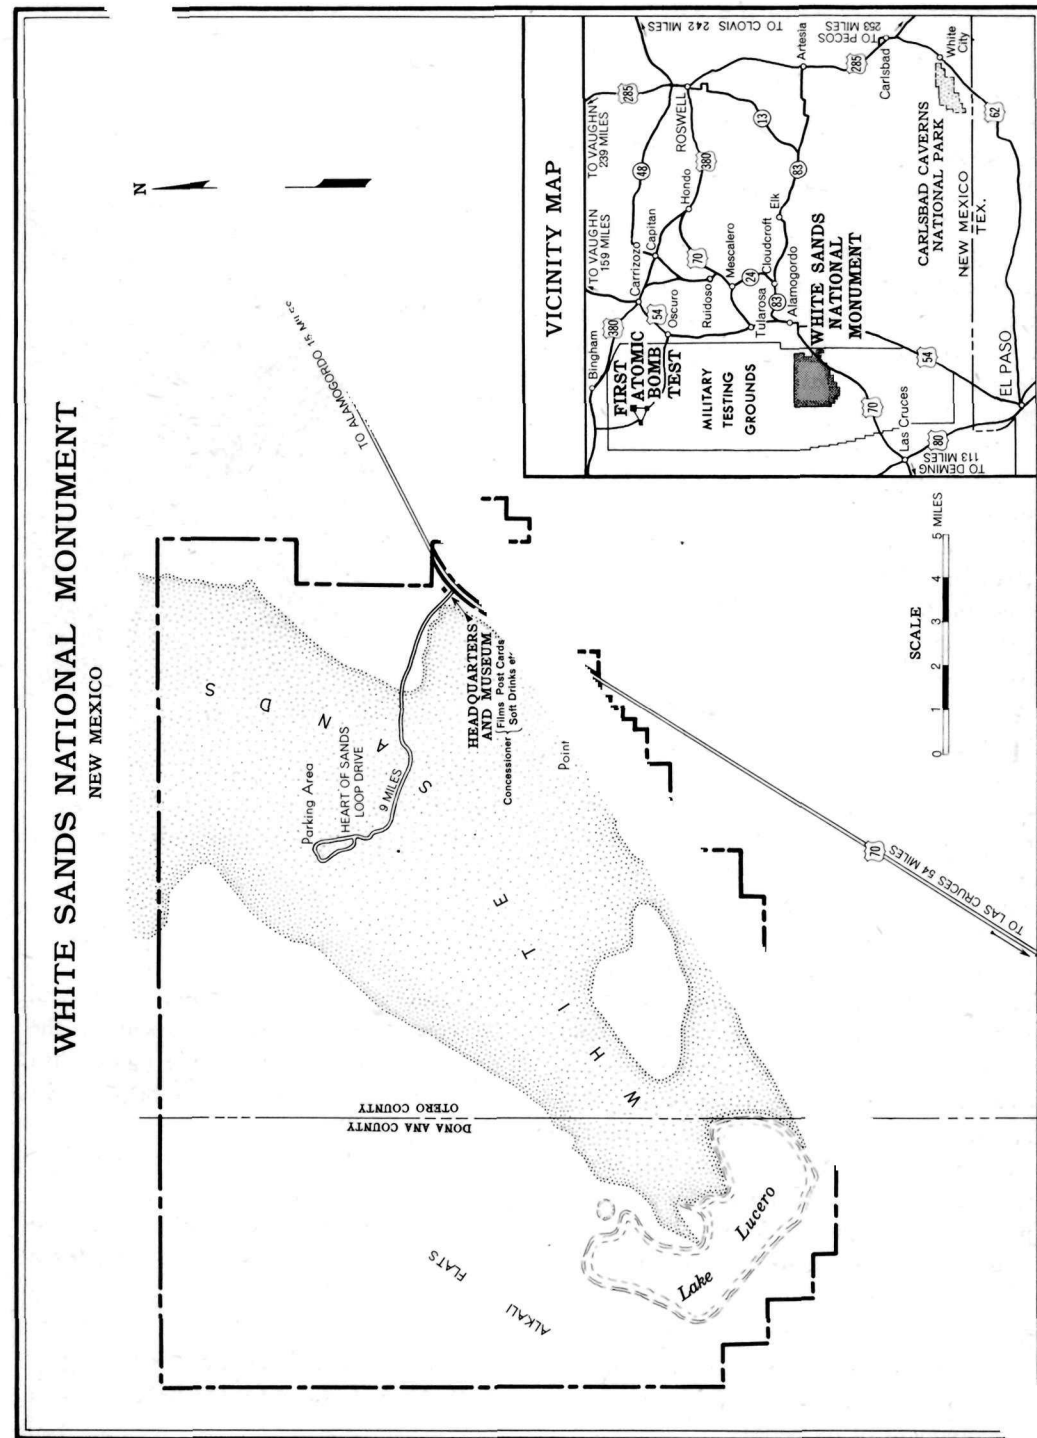 WHITE SANDS NATIONAL MONUMENT
NEW MEXICO
N
TO ALAMOGORDO 15 MILES
Parking Area
HEART OF SANDS
LOOP DRIVE
9 MILES
WHITE SANDS
HEADQUARTERS
AND MUSEUM
Concessioner
Films Post Cards
Soft Drinks etc
Point
DONA ANA COUNTY
OTERO COUNTY
ALKALI FLATS
Lake Lucero
70
TO LAS CRUCES 54 MILES
SCALE
0 1 2 3 4 5 MILES
VICINITY MAP
TO VAUGHN
159 MILES
TO VAUGHN
239 MILES
TO CLOVIS 242 MILES
TO PECOS
253 MILES
Bingham
380
Carrizozo
48
285
Capitan
FIRST
ATOMIC
BOMB
TEST
54
Oscuro
Hondo
ROSWELL
380
Ruidoso
70
13
Artesia
MILITARY
TESTING
GROUNDS
Mescalero
24
Tularosa
Cloudcroft
83
Alamogordo
Elk
83
285
Carlsbad
WHITE SANDS
NATIONAL
MONUMENT
70
Las Cruces
80
TO DEMING
113 MILES
54
EL PASO
CARLSBAD CAVERNS
NATIONAL PARK
White
City
NEW MEXICO
TEX.
62